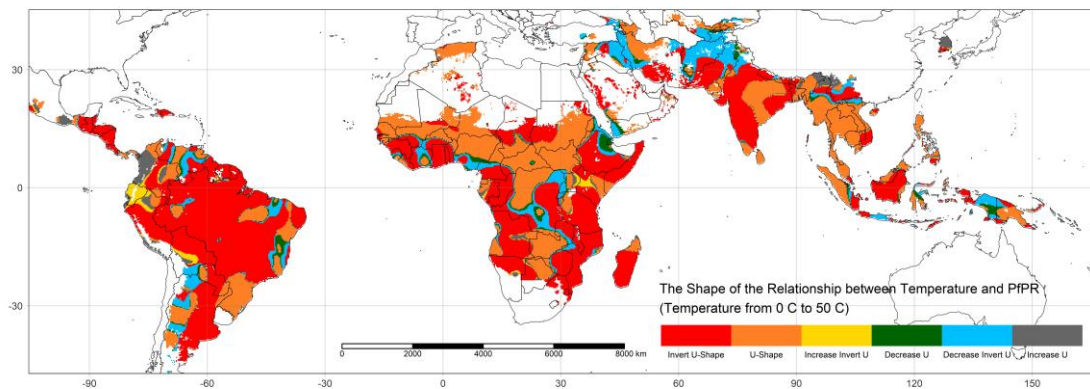 30
0
-30
The Shape of the Relationship between Temperature and PfPR
(Temperature from 0 C to 50 C)
Invert U-Shape U-Shape Increase Invert U Decrease U Decrease Invert U Increase U
0 2000 4000 6000 8000 km
-90 -60 -30 0 30 60 90 120 150